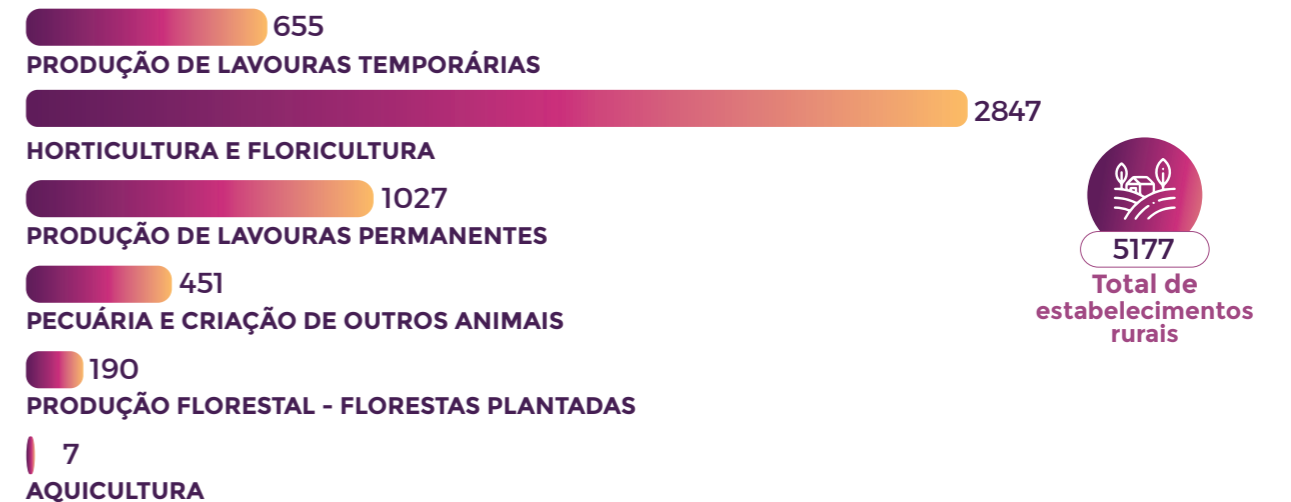 655
PRODUÇÃO DE LAVOURAS TEMPORÁRIAS
2847
HORTICULTURA E FLORICULTURA
1027
PRODUÇÃO DE LAVOURAS PERMANENTES
451
PECUÁRIA E CRIAÇÃO DE OUTROS ANIMAIS
190
PRODUÇÃO FLORESTAL - FLORESTAS PLANTADAS
7
AQUICULTURA
5177
Total de
estabelecimentos
rurais